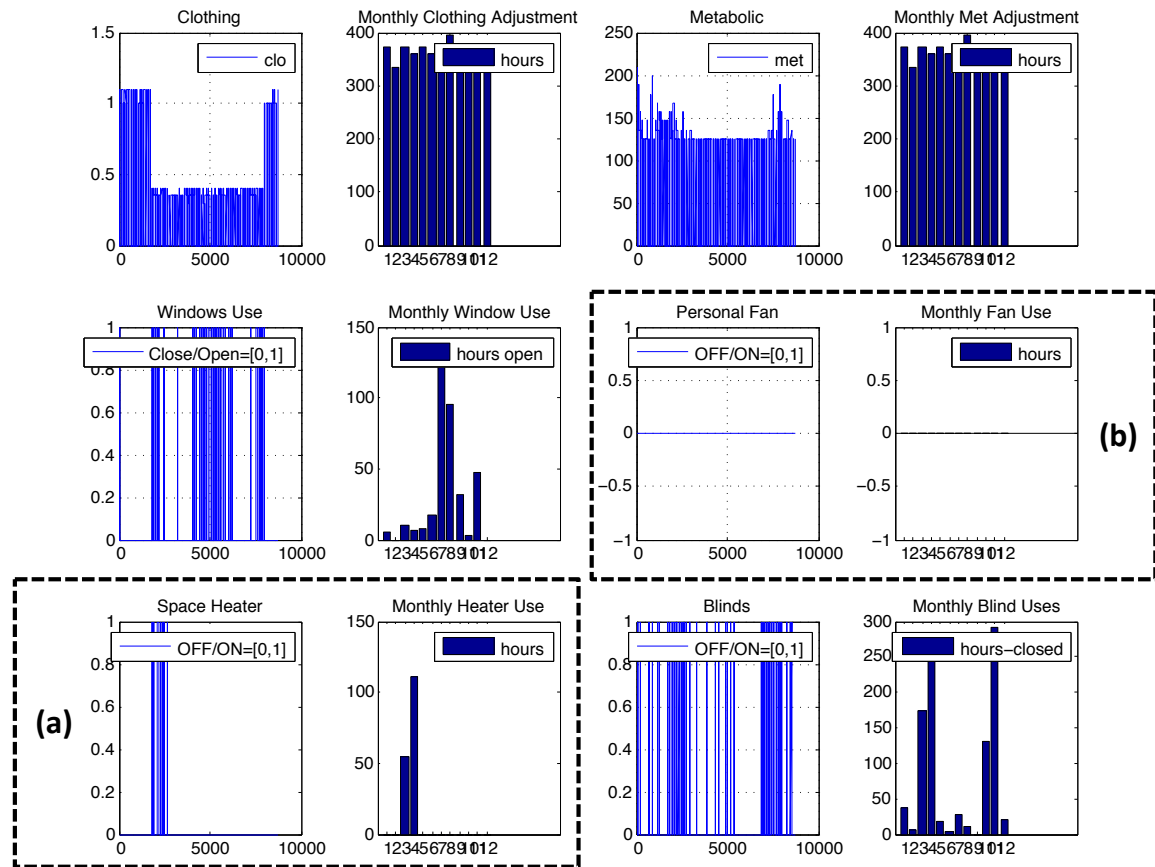 Clothing
1.5
1
0.5
0
0 5000 10000
clo
Monthly Clothing Adjustment
400
300
200
100
0
123456789101112
hours
Metabolic
250
200
150
100
50
0
0 5000 10000
met
Monthly Met Adjustment
400
300
200
100
0
123456789101112
hours
Windows Use
1
0.8
0.6
0.4
0.2
0
0 5000 10000
Close/Open=[0,1]
Monthly Window Use
150
100
50
0
123456789101112
hours open
Personal Fan
1
0.5
0
−0.5
−1
0 5000 10000
OFF/ON=[0,1]
Monthly Fan Use
1
0.5
0
−0.5
−1
123456789101112
hours
(b)
(a)
Space Heater
1
0.8
0.6
0.4
0.2
0
0 5000 10000
OFF/ON=[0,1]
Monthly Heater Use
150
100
50
0
123456789101112
hours
Blinds
1
0.8
0.6
0.4
0.2
0
0 5000 10000
OFF/ON=[0,1]
Monthly Blind Uses
300
250
200
150
100
50
0
123456789101112
hours−closed